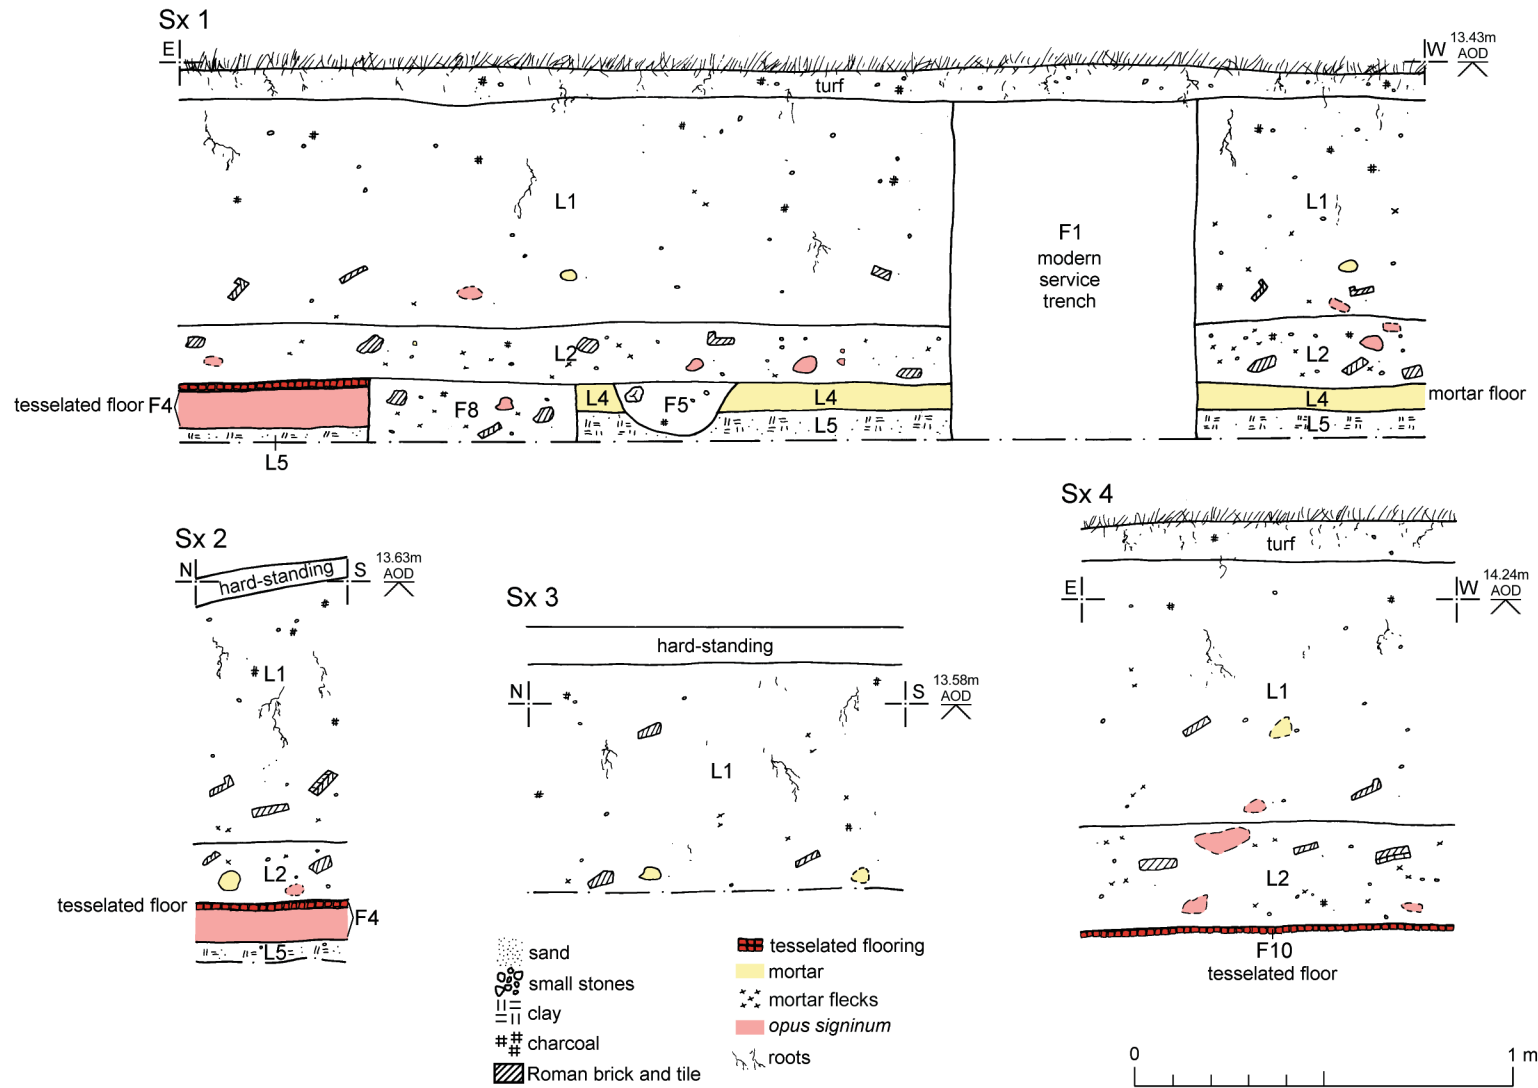 Sx 1
E
W
13.43m
AOD
turf
L1
L1
F1
modern
service
trench
L2
L2
tesselated floor F4
F8
L4
F5
L4
L4
mortar floor
L5
L5
L5
Sx 2
N
hard-standing
S
13.63m
AOD
L1
L2
tesselated floor
F4
L5
Sx 3
hard-standing
N
S
13.58m
AOD
L1
Sx 4
turf
E
W
14.24m
AOD
L1
L2
F10
tesselated floor
sand
small stones
clay
charcoal
Roman brick and tile
tesselated flooring
mortar
mortar flecks
opus signinum
roots
0
1 m